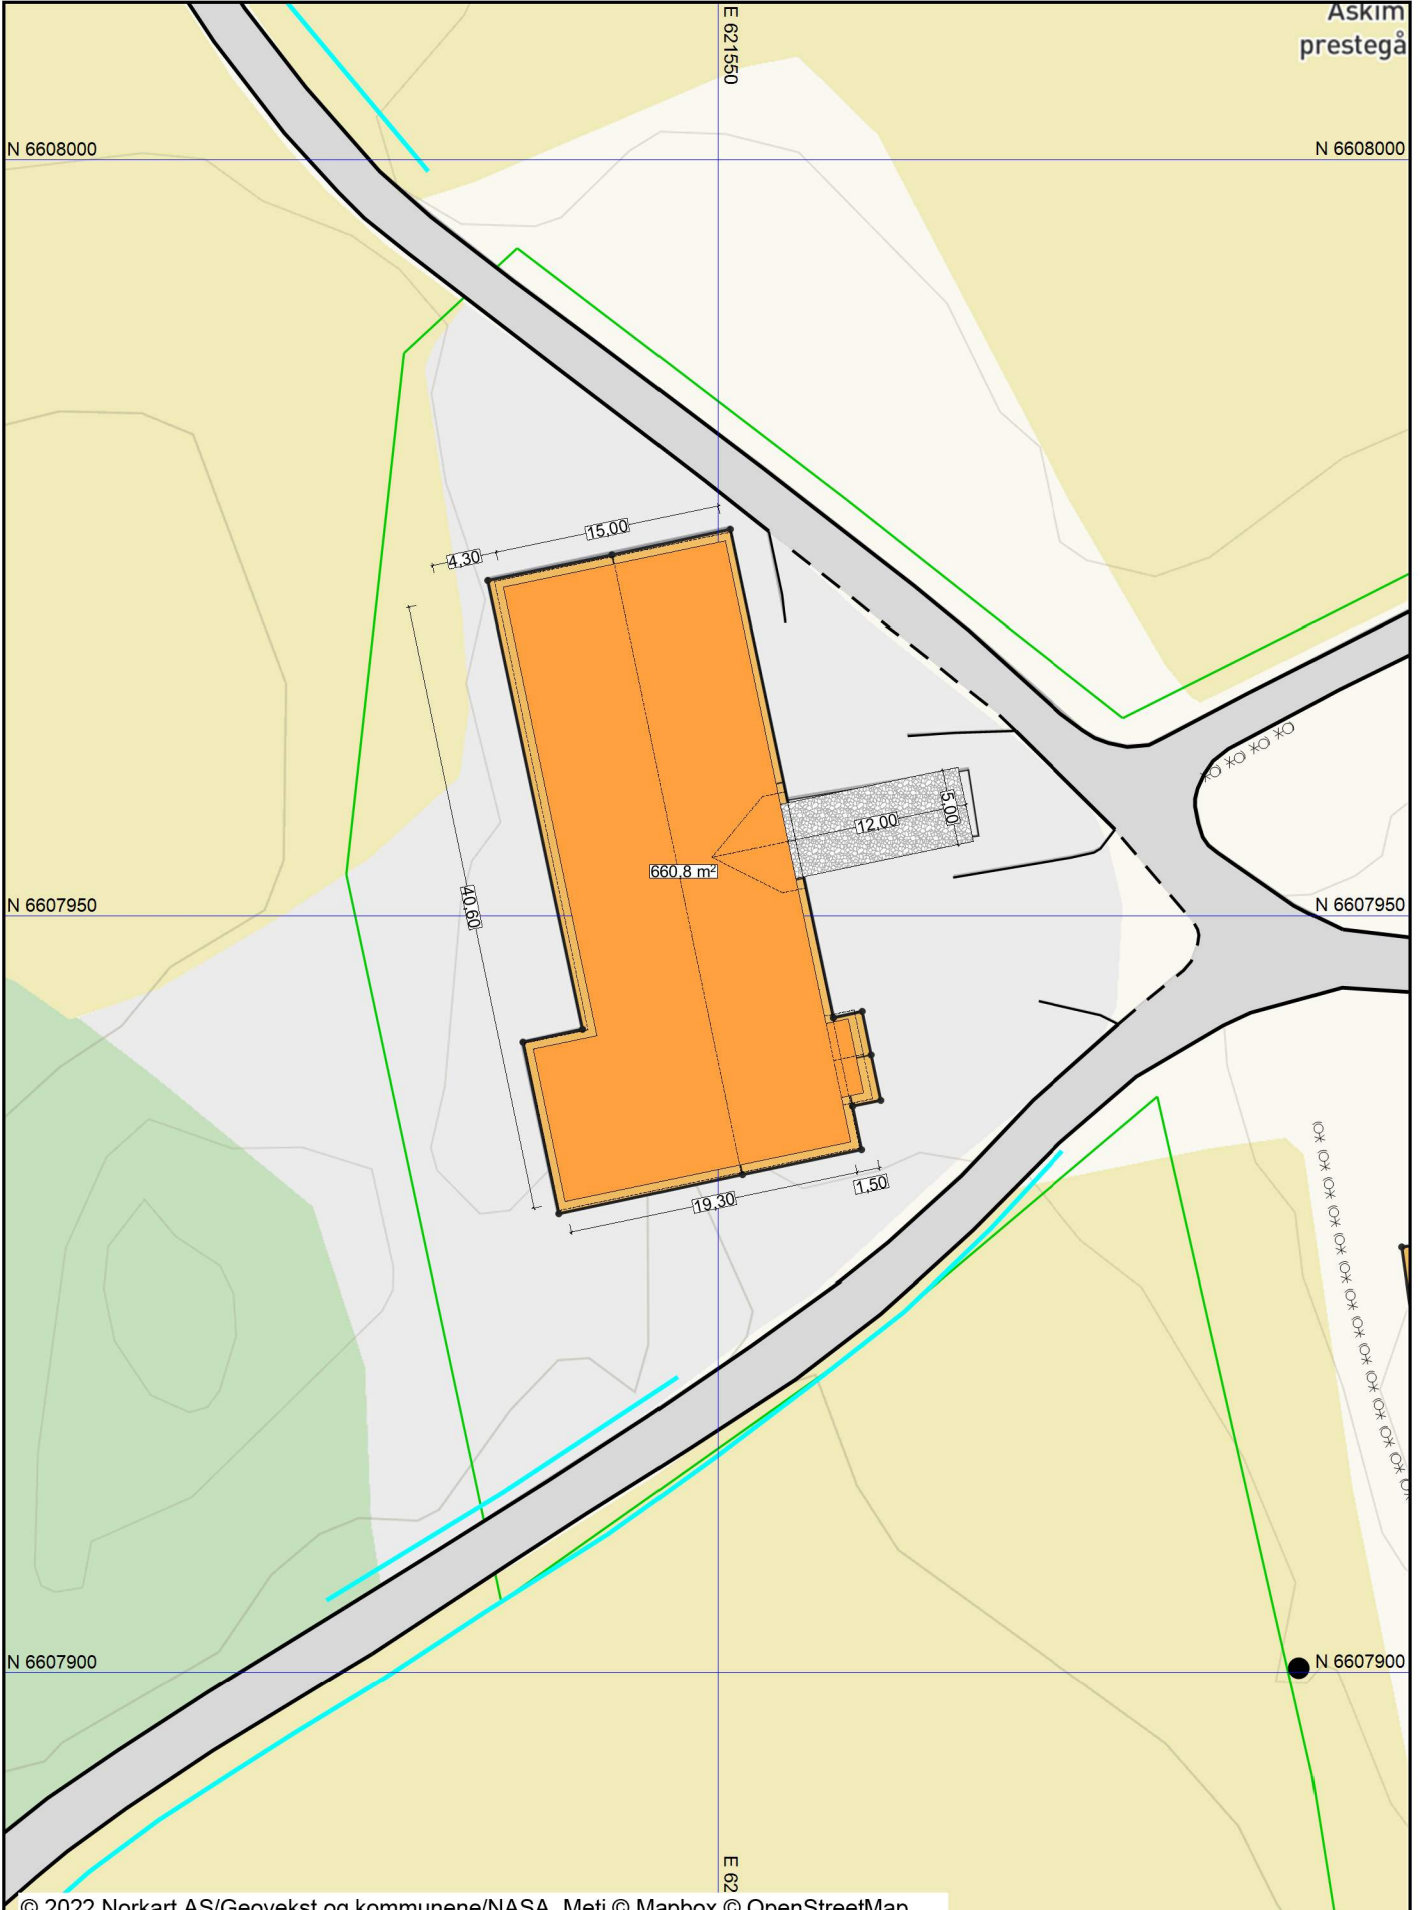 Askim
prestegå
E 621550
N 6608000
N 6608000
15,00
4,30
5,00
12,00
660,8 m²
40,60
N 6607950
N 6607950
1,50
19,30
N 6607900
N 6607900
E 62
© 2022 Norkart AS/Geovekst og kommunene/NASA, Meti © Mapbox © OpenStreetMap